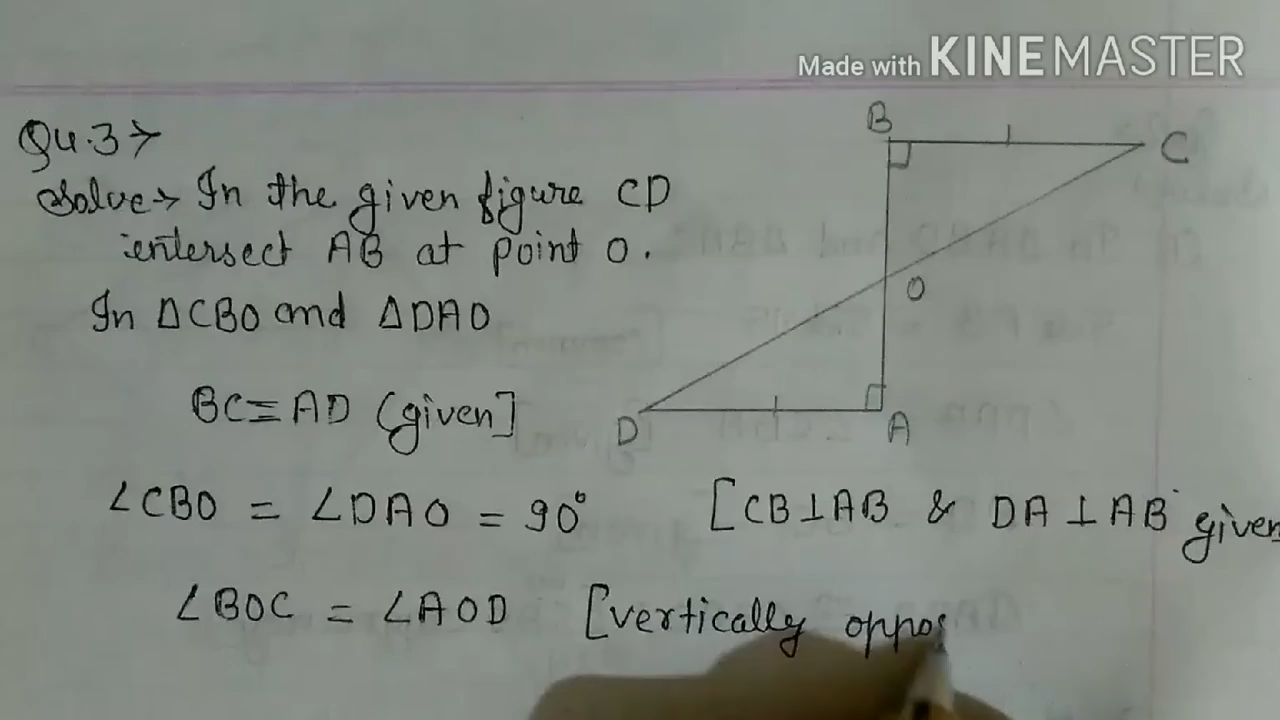 Made with KINEMASTER
Qu.3>
Solve → In the given figure CD
intersect AB at point O.
In ΔCBO and ΔDAO
BC = AD (given]
∠CBO = ∠DAO = 90° [CB⊥AB & DA⊥AB given
∠BOC = ∠AOD [vertically oppos
B
C
O
D
A